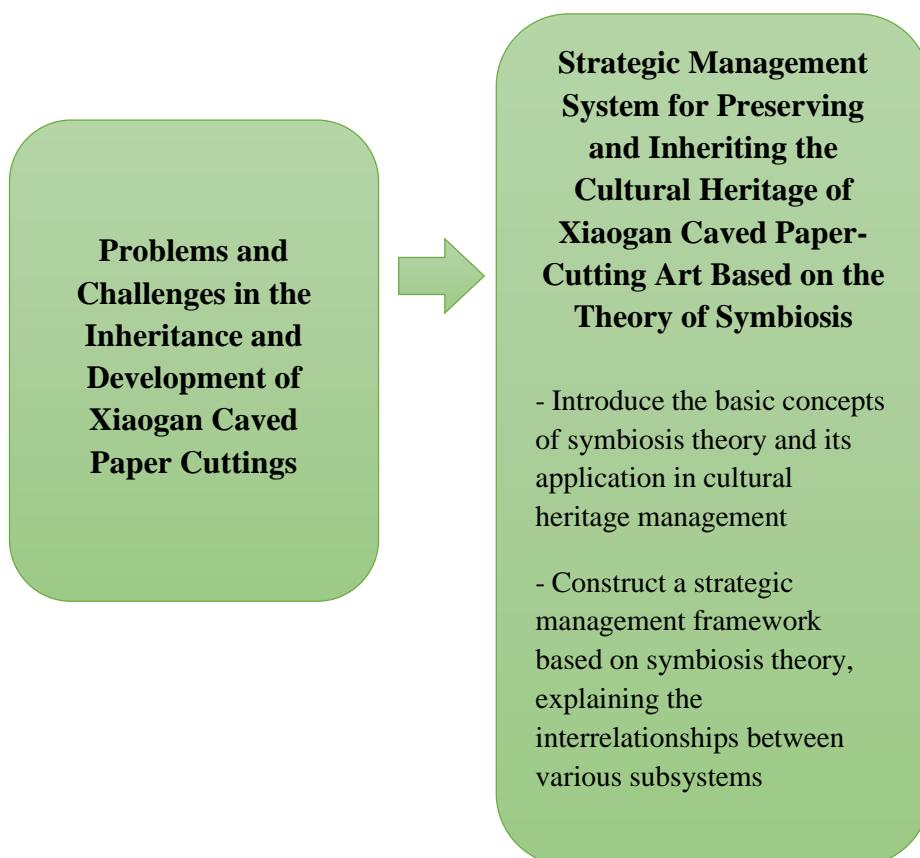 Problems and
Challenges in the
Inheritance and
Development of
Xiaogan Caved
Paper Cuttings
Strategic Management
System for Preserving
and Inheriting the
Cultural Heritage of
Xiaogan Caved Paper-
Cutting Art Based on the
Theory of Symbiosis
- Introduce the basic concepts
of symbiosis theory and its
application in cultural
heritage management
- Construct a strategic
management framework
based on symbiosis theory,
explaining the
interrelationships between
various subsystems